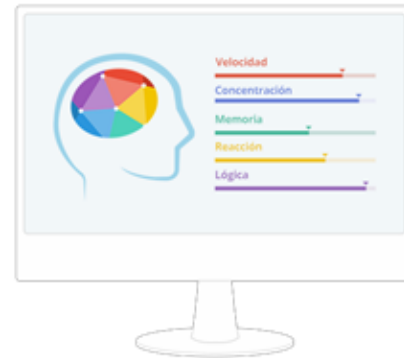 Velocidad
Concentración
Memoria
Reacción
Lógica